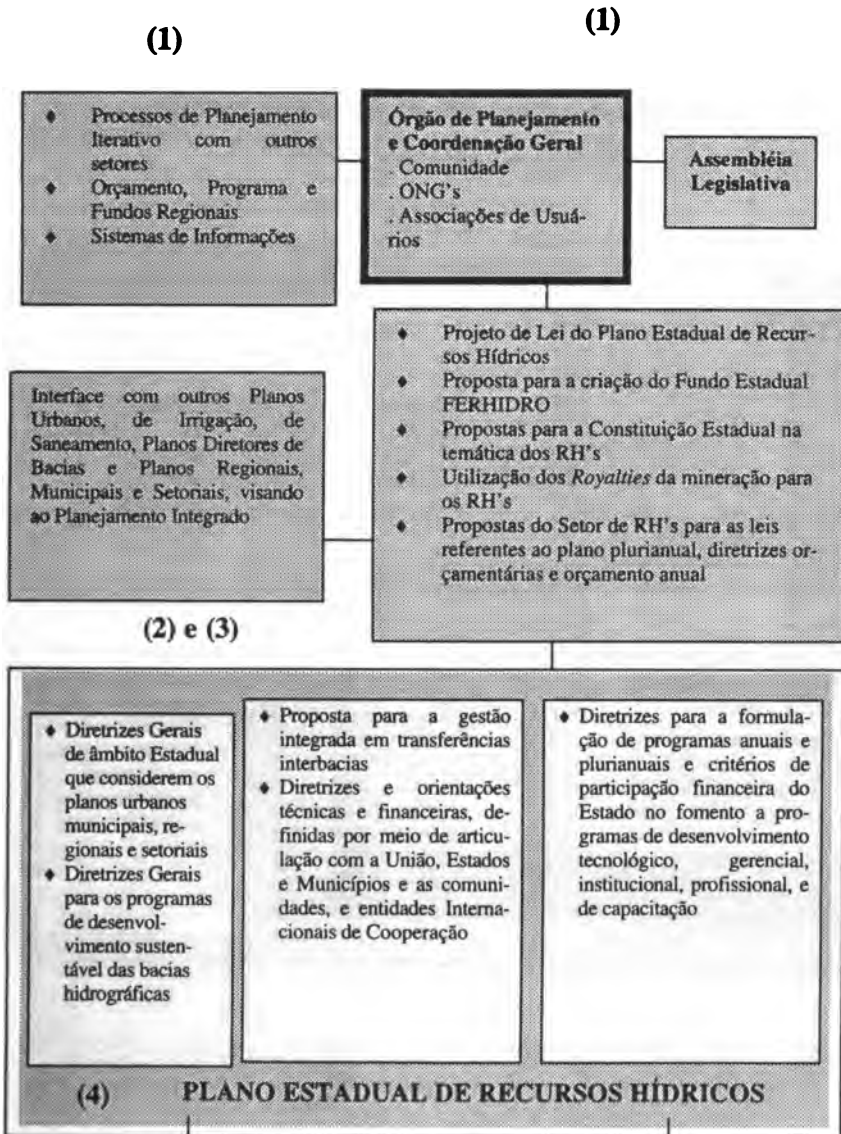 (1)
(1)
♦ Processos de Planejamento
Iterativo com outros
setores
♦ Orçamento, Programa e
Fundos Regionais
♦ Sistemas de Informações
Órgão de Planejamento
e Coordenação Geral
. Comunidade
. ONG's
. Associações de Usuá-
rios
Assembléia
Legislativa
♦ Projeto de Lei do Plano Estadual de Recur-
sos Hídricos
♦ Proposta para a criação do Fundo Estadual
FERHIDRO
♦ Propostas para a Constituição Estadual na
temática dos RH's
♦ Utilização dos Royalties da mineração para
os RH's
♦ Propostas do Setor de RH's para as leis
referentes ao plano plurianual, diretrizes or-
çamentárias e orçamento anual
Interface com outros Planos
Urbanos, de Irrigação, de
Saneamento, Planos Diretores de
Bacias e Planos Regionais,
Municipais e Setoriais, visando
ao Planejamento Integrado
(2) e (3)
♦ Diretrizes Gerais
de âmbito Estadual
que considerem os
planos urbanos
municipais, re-
gionais e setoriais
♦ Diretrizes Gerais
para os programas
de desenvol-
vimento susten-
tável das bacias
hidrográficas
♦ Proposta para a gestão
integrada em transferências
interbacias
♦ Diretrizes e orientações
técnicas e financeiras, de-
finidas por meio de articu-
lação com a União, Estados
e Municípios e as comuni-
dades, e entidades Interna-
cionais de Cooperação
♦ Diretrizes para a formula-
ção de programas anuais e
plurianuais e critérios de
participação financeira do
Estado no fomento a pro-
gramas de desenvolvimento
tecnológico, gerencial,
institucional, profissional, e
de capacitação
(4) PLANO ESTADUAL DE RECURSOS HÍDRICOS